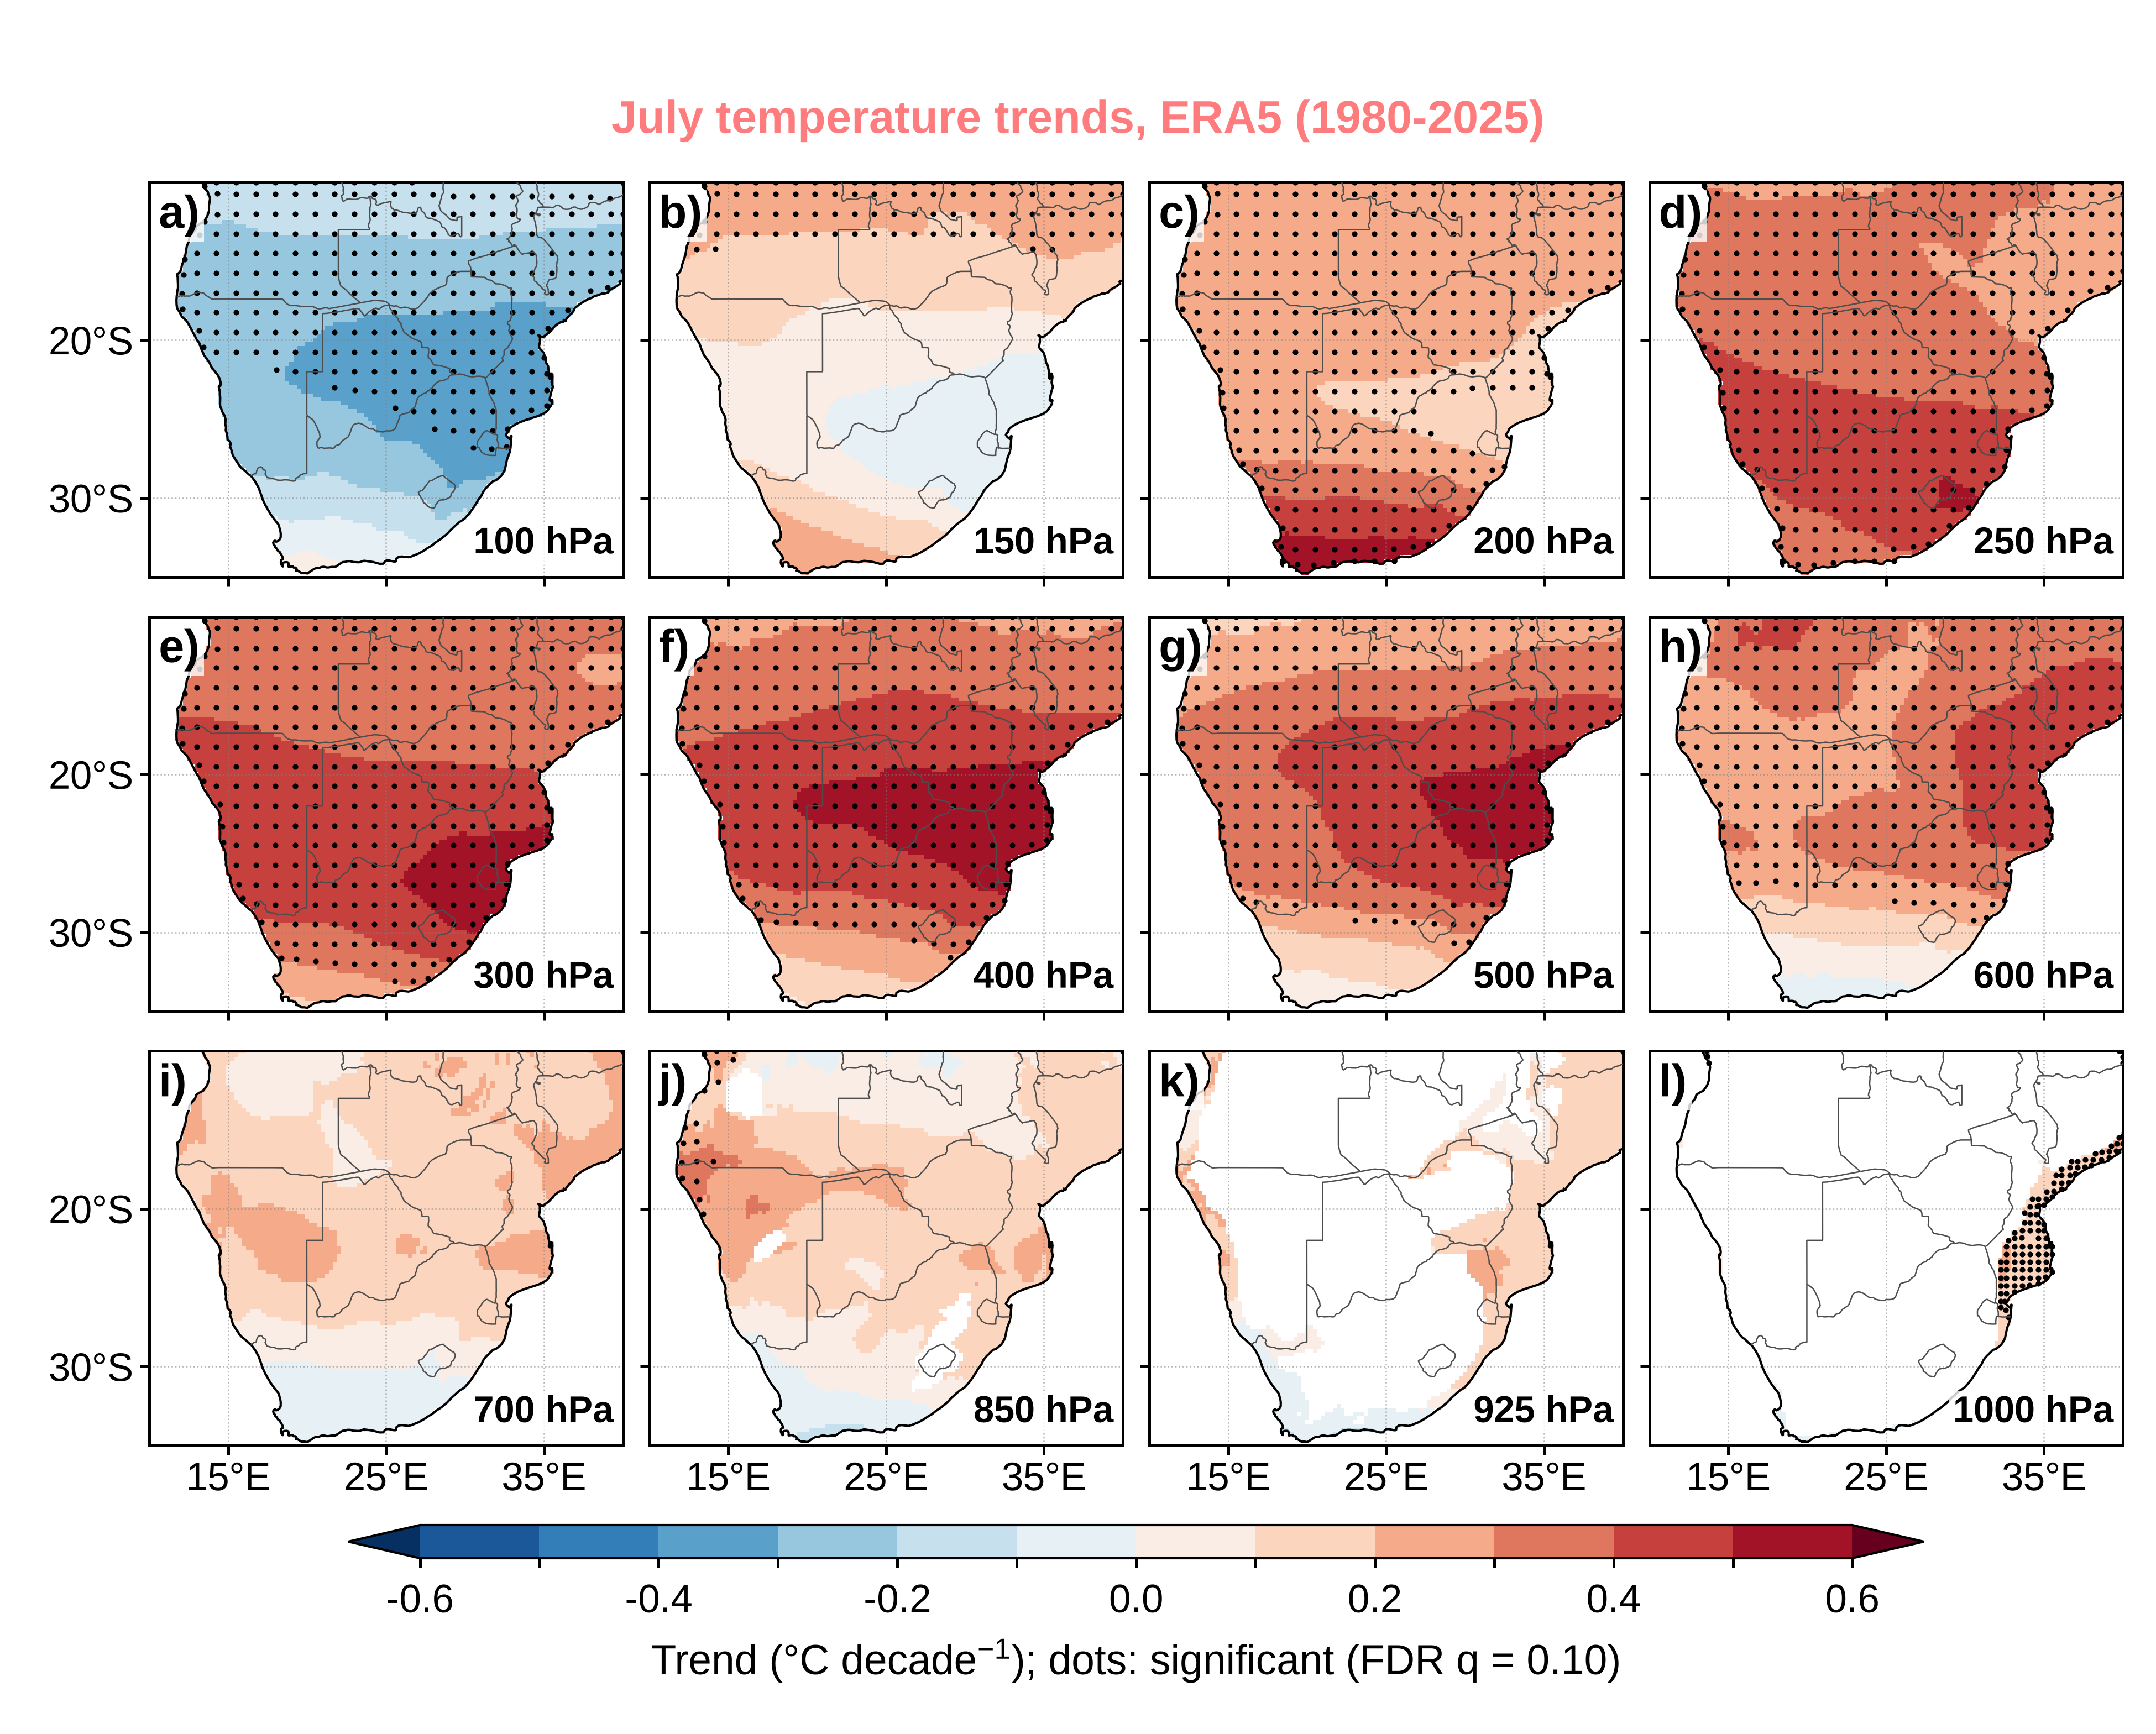 July temperature trends, ERA5 (1980-2025)
a) b) c) d)
20°S
30°S
100 hPa 150 hPa 200 hPa 250 hPa
e) f) g) h)
20°S
30°S
300 hPa 400 hPa 500 hPa 600 hPa
i) j) k) l)
20°S
30°S
700 hPa 850 hPa 925 hPa 1000 hPa
15°E 25°E 35°E 15°E 25°E 35°E 15°E 25°E 35°E 15°E 25°E 35°E
-0.6 -0.4 -0.2 0.0 0.2 0.4 0.6
Trend (°C decade⁻¹); dots: significant (FDR q = 0.10)